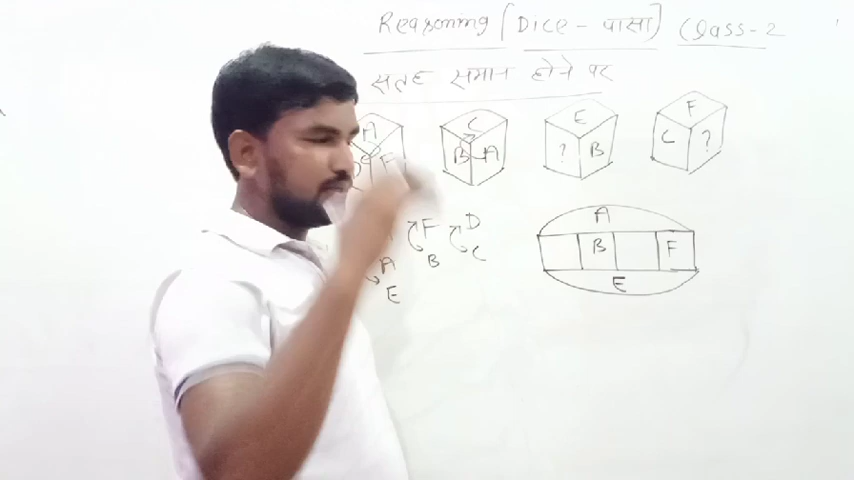 Reasoning (Dice - पासा) Class-2
सतह समान होने पर
A F
C B A
E ? B
F C ?
F D
A B C
E
A
B F
E